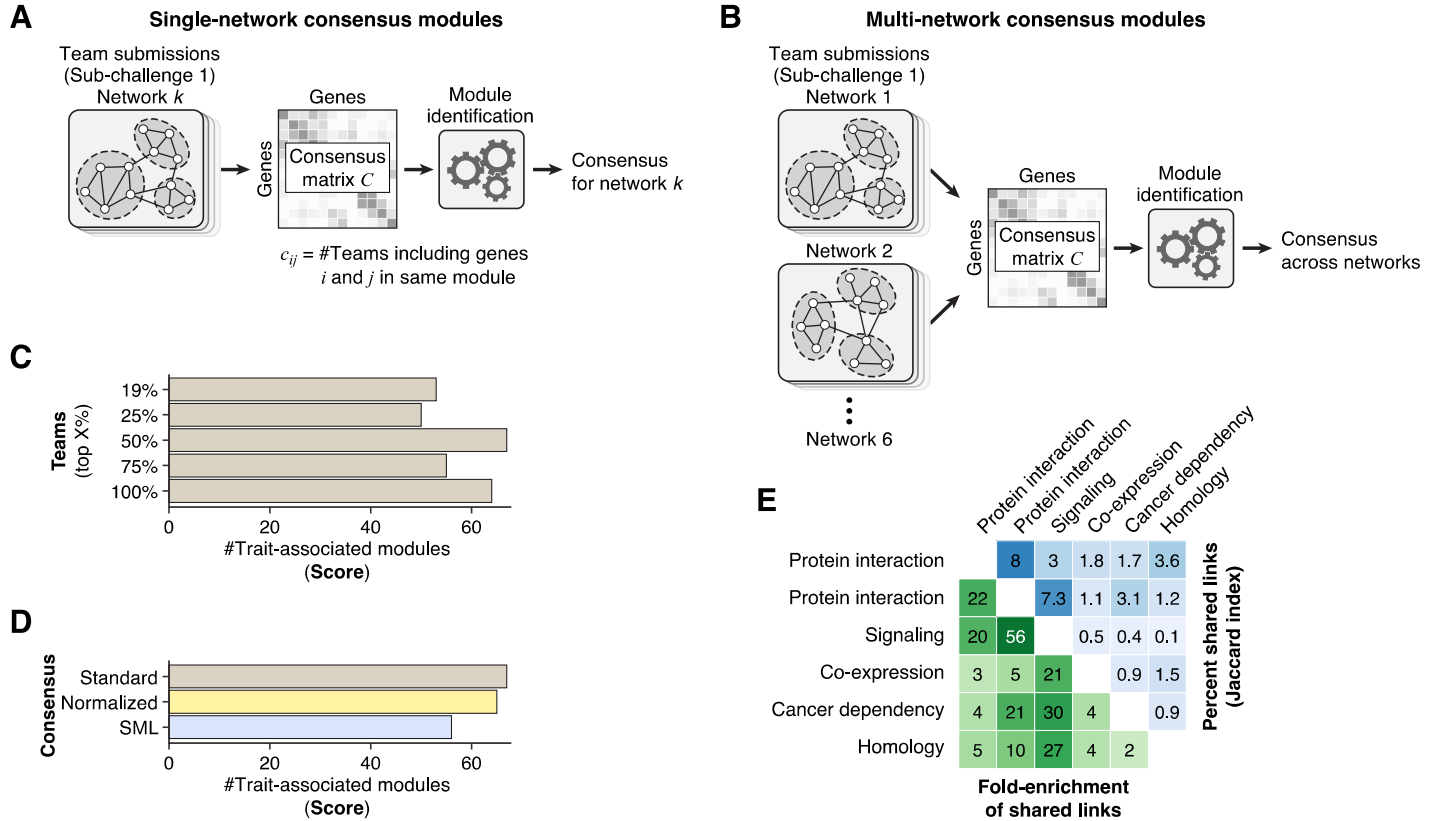 A
Single-network consensus modules
Team submissions
(Sub-challenge 1)
Network k
Genes
Genes
Consensus
matrix C
Module
identification
Consensus
for network k
cij = #Teams including genes
i and j in same module
B
Multi-network consensus modules
Team submissions
(Sub-challenge 1)
Network 1
Network 2
Network 6
Genes
Genes
Consensus
matrix C
Module
identification
Consensus
across networks
C
Teams
(top X%)
19%
25%
50%
75%
100%
0 20 40 60
#Trait-associated modules
(Score)
D
Consensus
Standard
Normalized
SML
0 20 40 60
#Trait-associated modules
(Score)
E
Protein interaction
Protein interaction
Signaling
Co-expression
Cancer dependency
Homology
Protein interaction 8 3 1.8 1.7 3.6
Protein interaction 22 7.3 1.1 3.1 1.2
Signaling 20 56 0.5 0.4 0.1
Co-expression 3 5 21 0.9 1.5
Cancer dependency 4 21 30 4 0.9
Homology 5 10 27 4 2
Percent shared links
(Jaccard index)
Fold-enrichment
of shared links